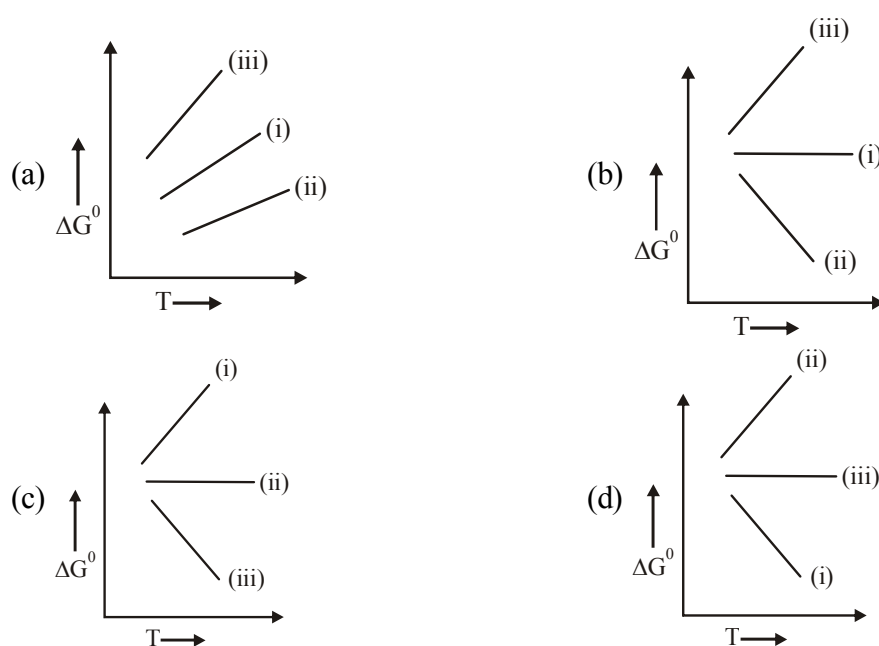 (a)
(iii)
(i)
(ii)
ΔG⁰
T
(b)
(iii)
(i)
(ii)
ΔG⁰
T
(c)
(i)
(ii)
(iii)
ΔG⁰
T
(d)
(ii)
(iii)
(i)
ΔG⁰
T